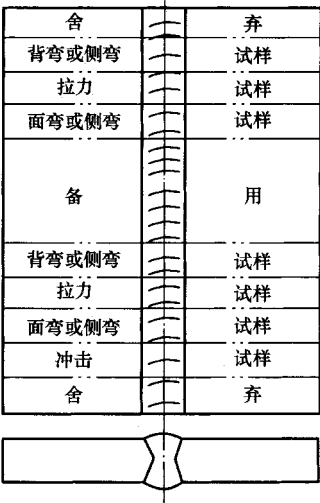 舍 弃
背弯或侧弯 试样
拉力 试样
面弯或侧弯 试样
备 用
背弯或侧弯 试样
拉力 试样
面弯或侧弯 试样
冲击 试样
舍 弃